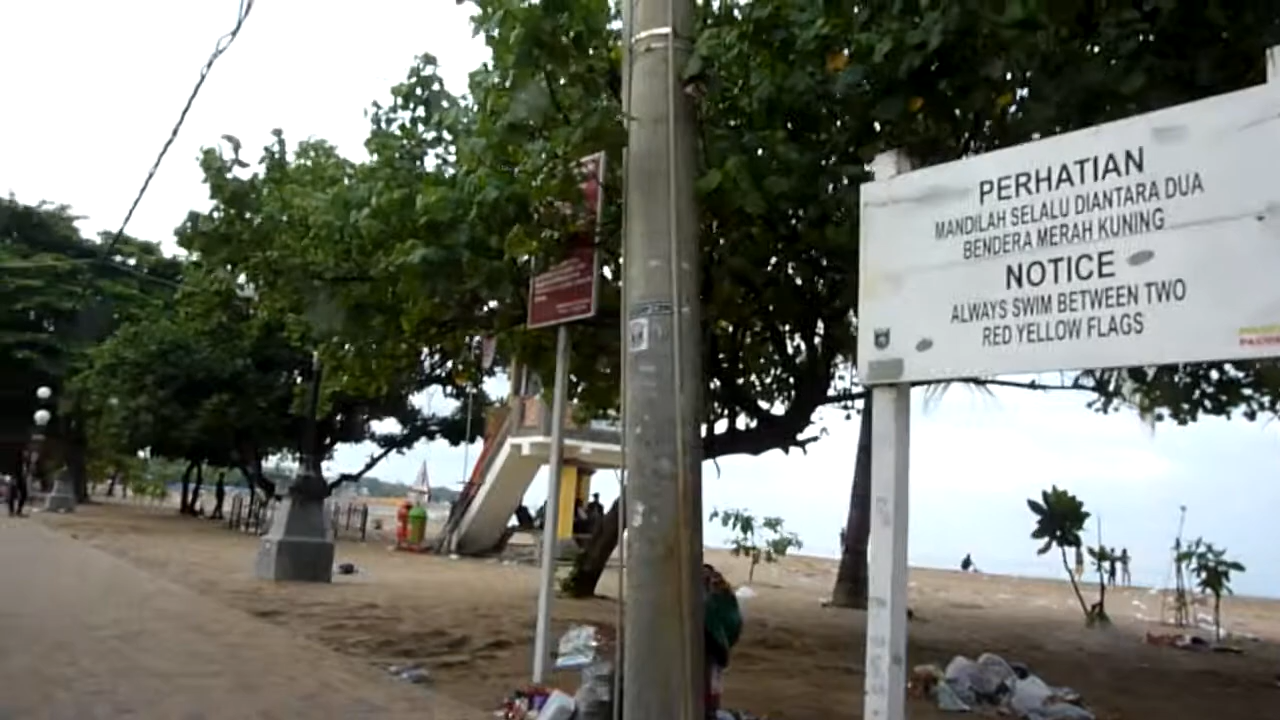 PERHATIAN
MANDILAH SELALU DIANTARA DUA
BENDERA MERAH KUNING
NOTICE
ALWAYS SWIM BETWEEN TWO
RED YELLOW FLAGS